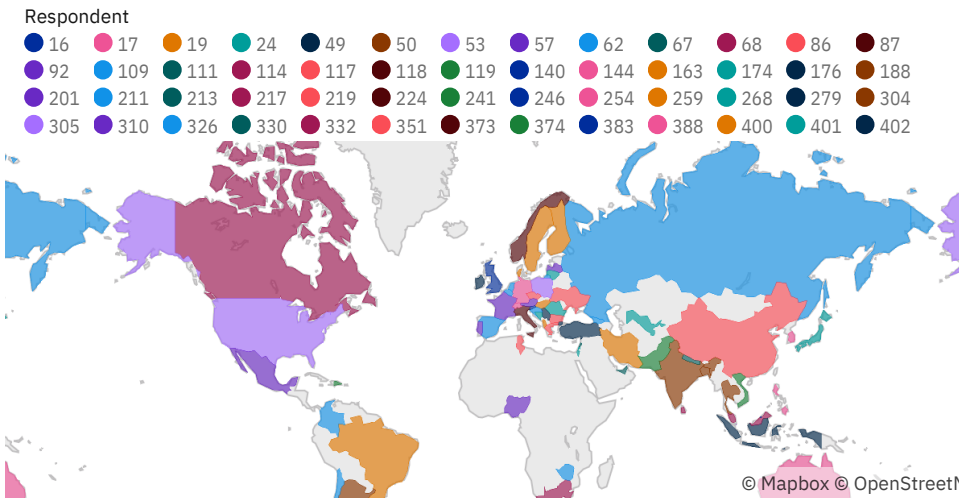 Respondent
16 17 19 24 49 50 53 57 62 67 68 86 87
92 109 111 114 117 118 119 140 144 163 174 176 188
201 211 213 217 219 224 241 246 254 259 268 279 304
305 310 326 330 332 351 373 374 383 388 400 401 402
© Mapbox © OpenStreetM